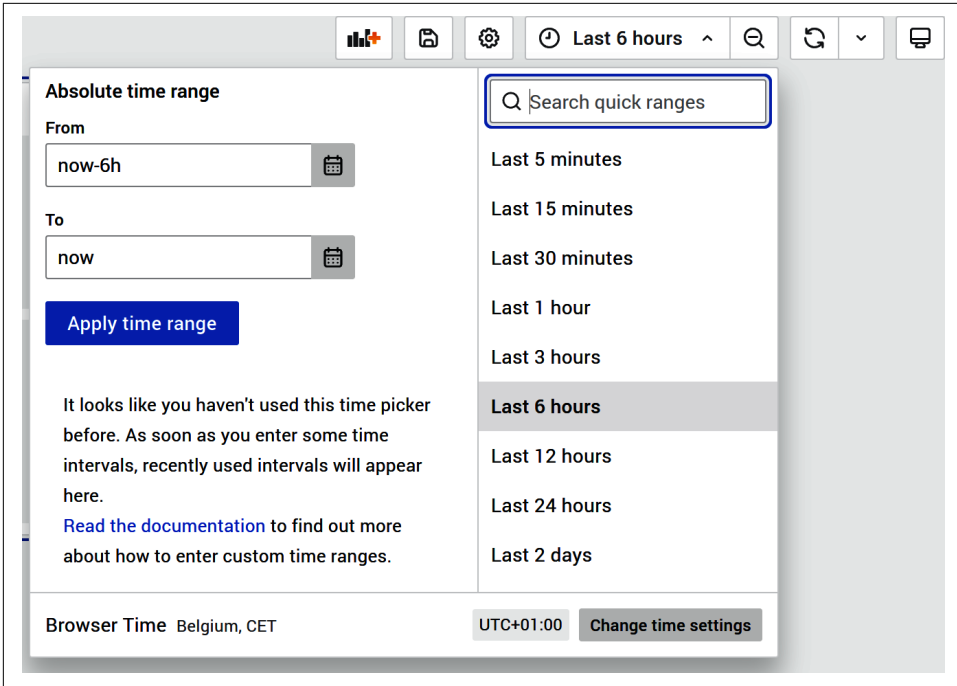 Last 6 hours
Absolute time range
From
now-6h
To
now
Apply time range
It looks like you haven't used this time picker
before. As soon as you enter some time
intervals, recently used intervals will appear
here.
Read the documentation to find out more
about how to enter custom time ranges.
Search quick ranges
Last 5 minutes
Last 15 minutes
Last 30 minutes
Last 1 hour
Last 3 hours
Last 6 hours
Last 12 hours
Last 24 hours
Last 2 days
Browser Time Belgium, CET
UTC+01:00 Change time settings